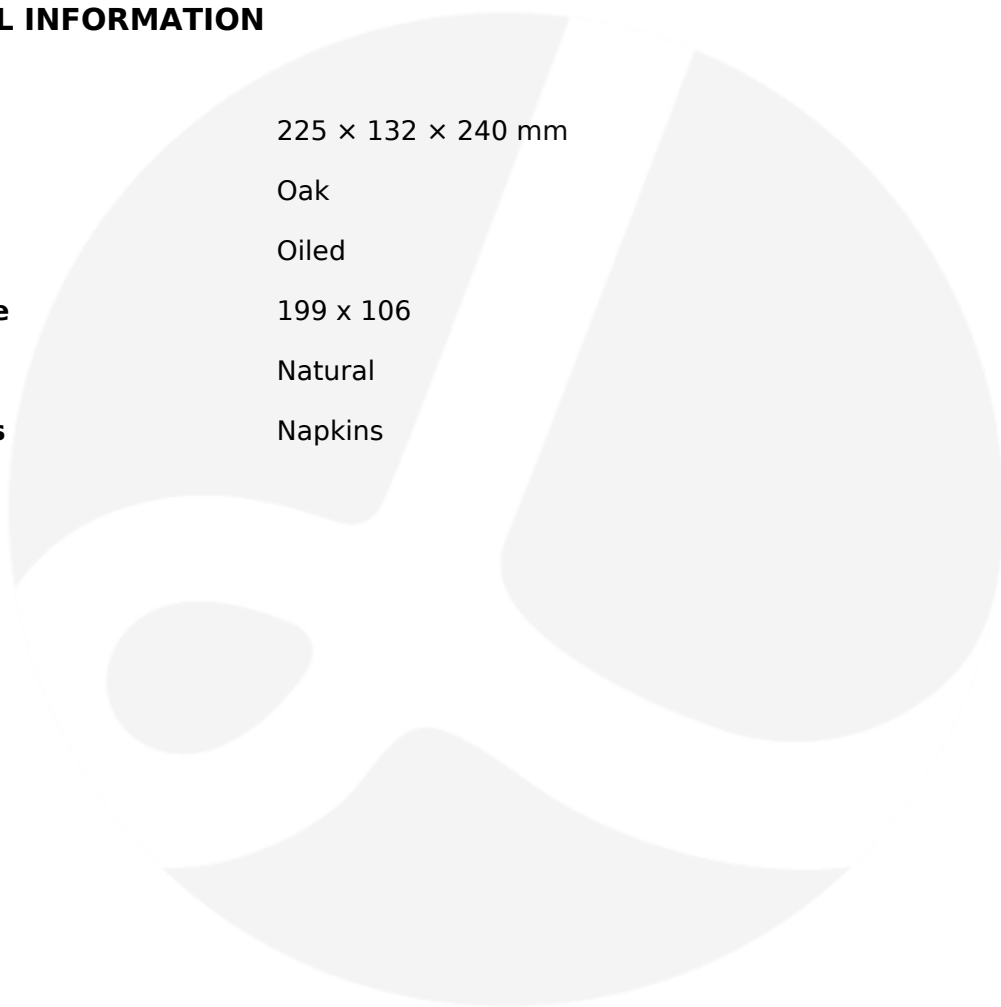 L INFORMATION
225 × 132 × 240 mm
Oak
Oiled
e 199 x 106
Natural
s Napkins